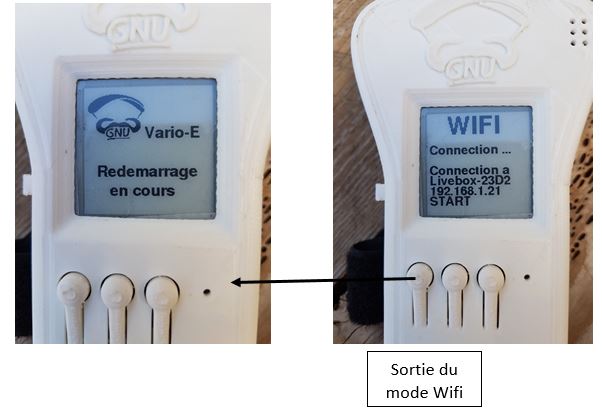 GNU
GNU
Vario-E
Redemarrage
en cours
GNU
WIFI
Connection ...
Connection a
Livebox-23D2
192.168.1.21
START
Sortie du
mode Wifi